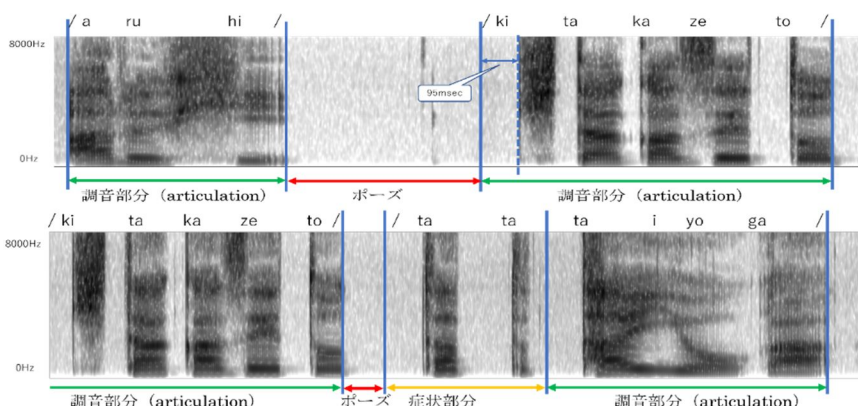 / a ru hi / / ki ta ka ze to /
8000Hz
95msec
0Hz
調音部分 (articulation) ポーズ 調音部分 (articulation)
/ ki ta ka ze to / / ta ta ta i yo ga /
8000Hz
0Hz
調音部分 (articulation) ポーズ 症状部分 調音部分 (articulation)